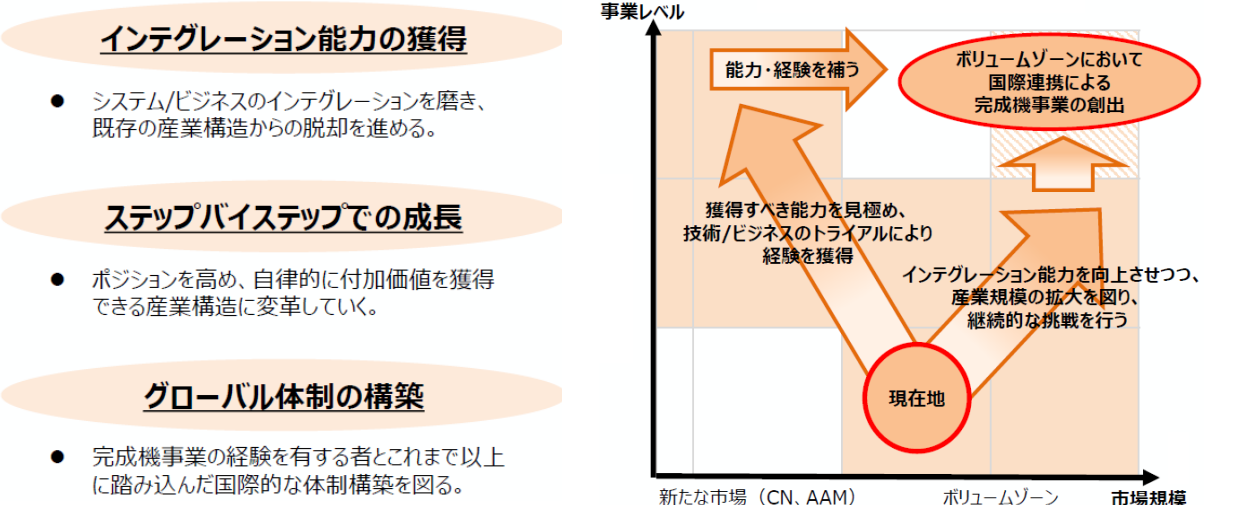 インテグレーション能力の獲得
● システム/ビジネスのインテグレーションを磨き、
既存の産業構造からの脱却を進める。
ステップバイステップでの成長
● ポジションを高め、自律的に付加価値を獲得
できる産業構造に変革していく。
グローバル体制の構築
● 完成機事業の経験を有する者とこれまで以上
に踏み込んだ国際的な体制構築を図る。
事業レベル
能力・経験を補う
ボリュームゾーンにおいて
国際連携による
完成機事業の創出
獲得すべき能力を見極め、
技術/ビジネスのトライアルにより
経験を獲得
インテグレーション能力を向上させつつ、
産業規模の拡大を図り、
継続的な挑戦を行う
現在地
新たな市場（CN、AAM）
ボリュームゾーン
市場規模